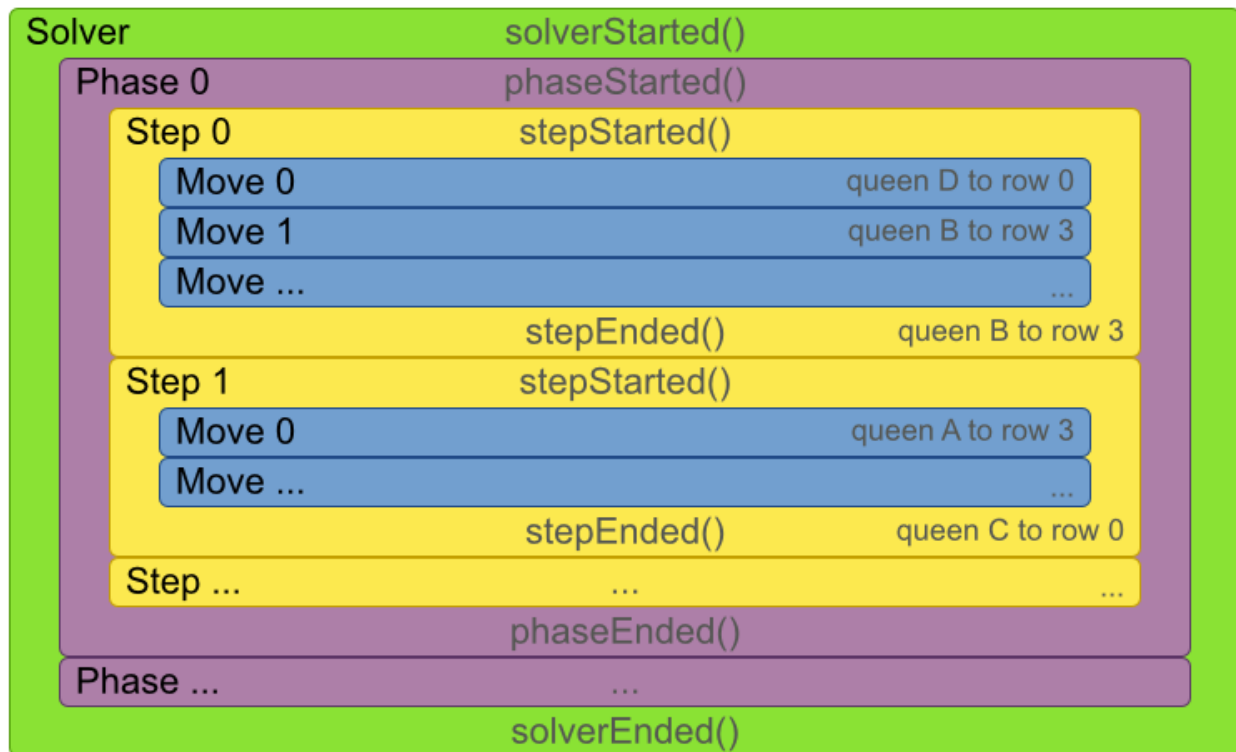 Solver solverStarted()
Phase 0 phaseStarted()
Step 0 stepStarted()
Move 0 queen D to row 0
Move 1 queen B to row 3
Move ... ...
stepEnded() queen B to row 3
Step 1 stepStarted()
Move 0 queen A to row 3
Move ... ...
stepEnded() queen C to row 0
Step ... ... ...
phaseEnded()
Phase ... ...
solverEnded()